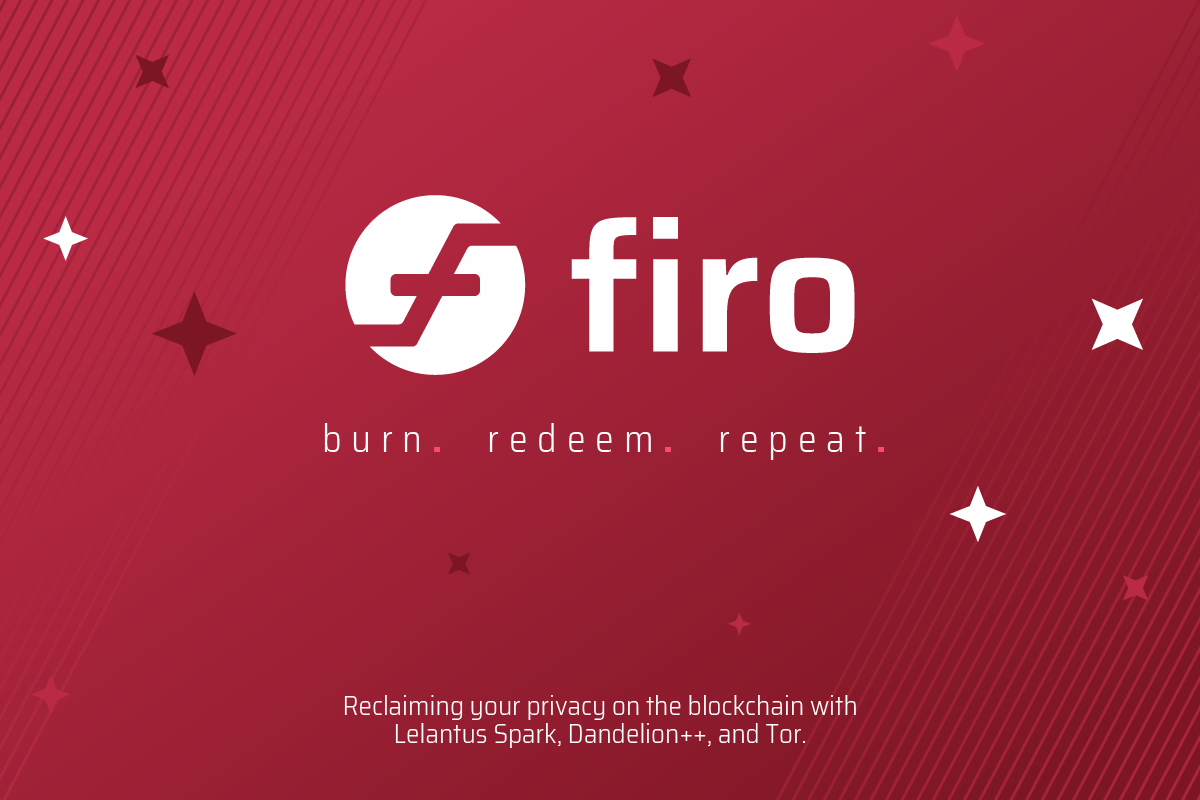 firo
burn. redeem. repeat.
Reclaiming your privacy on the blockchain with
Lelantus Spark, Dandelion++, and Tor.